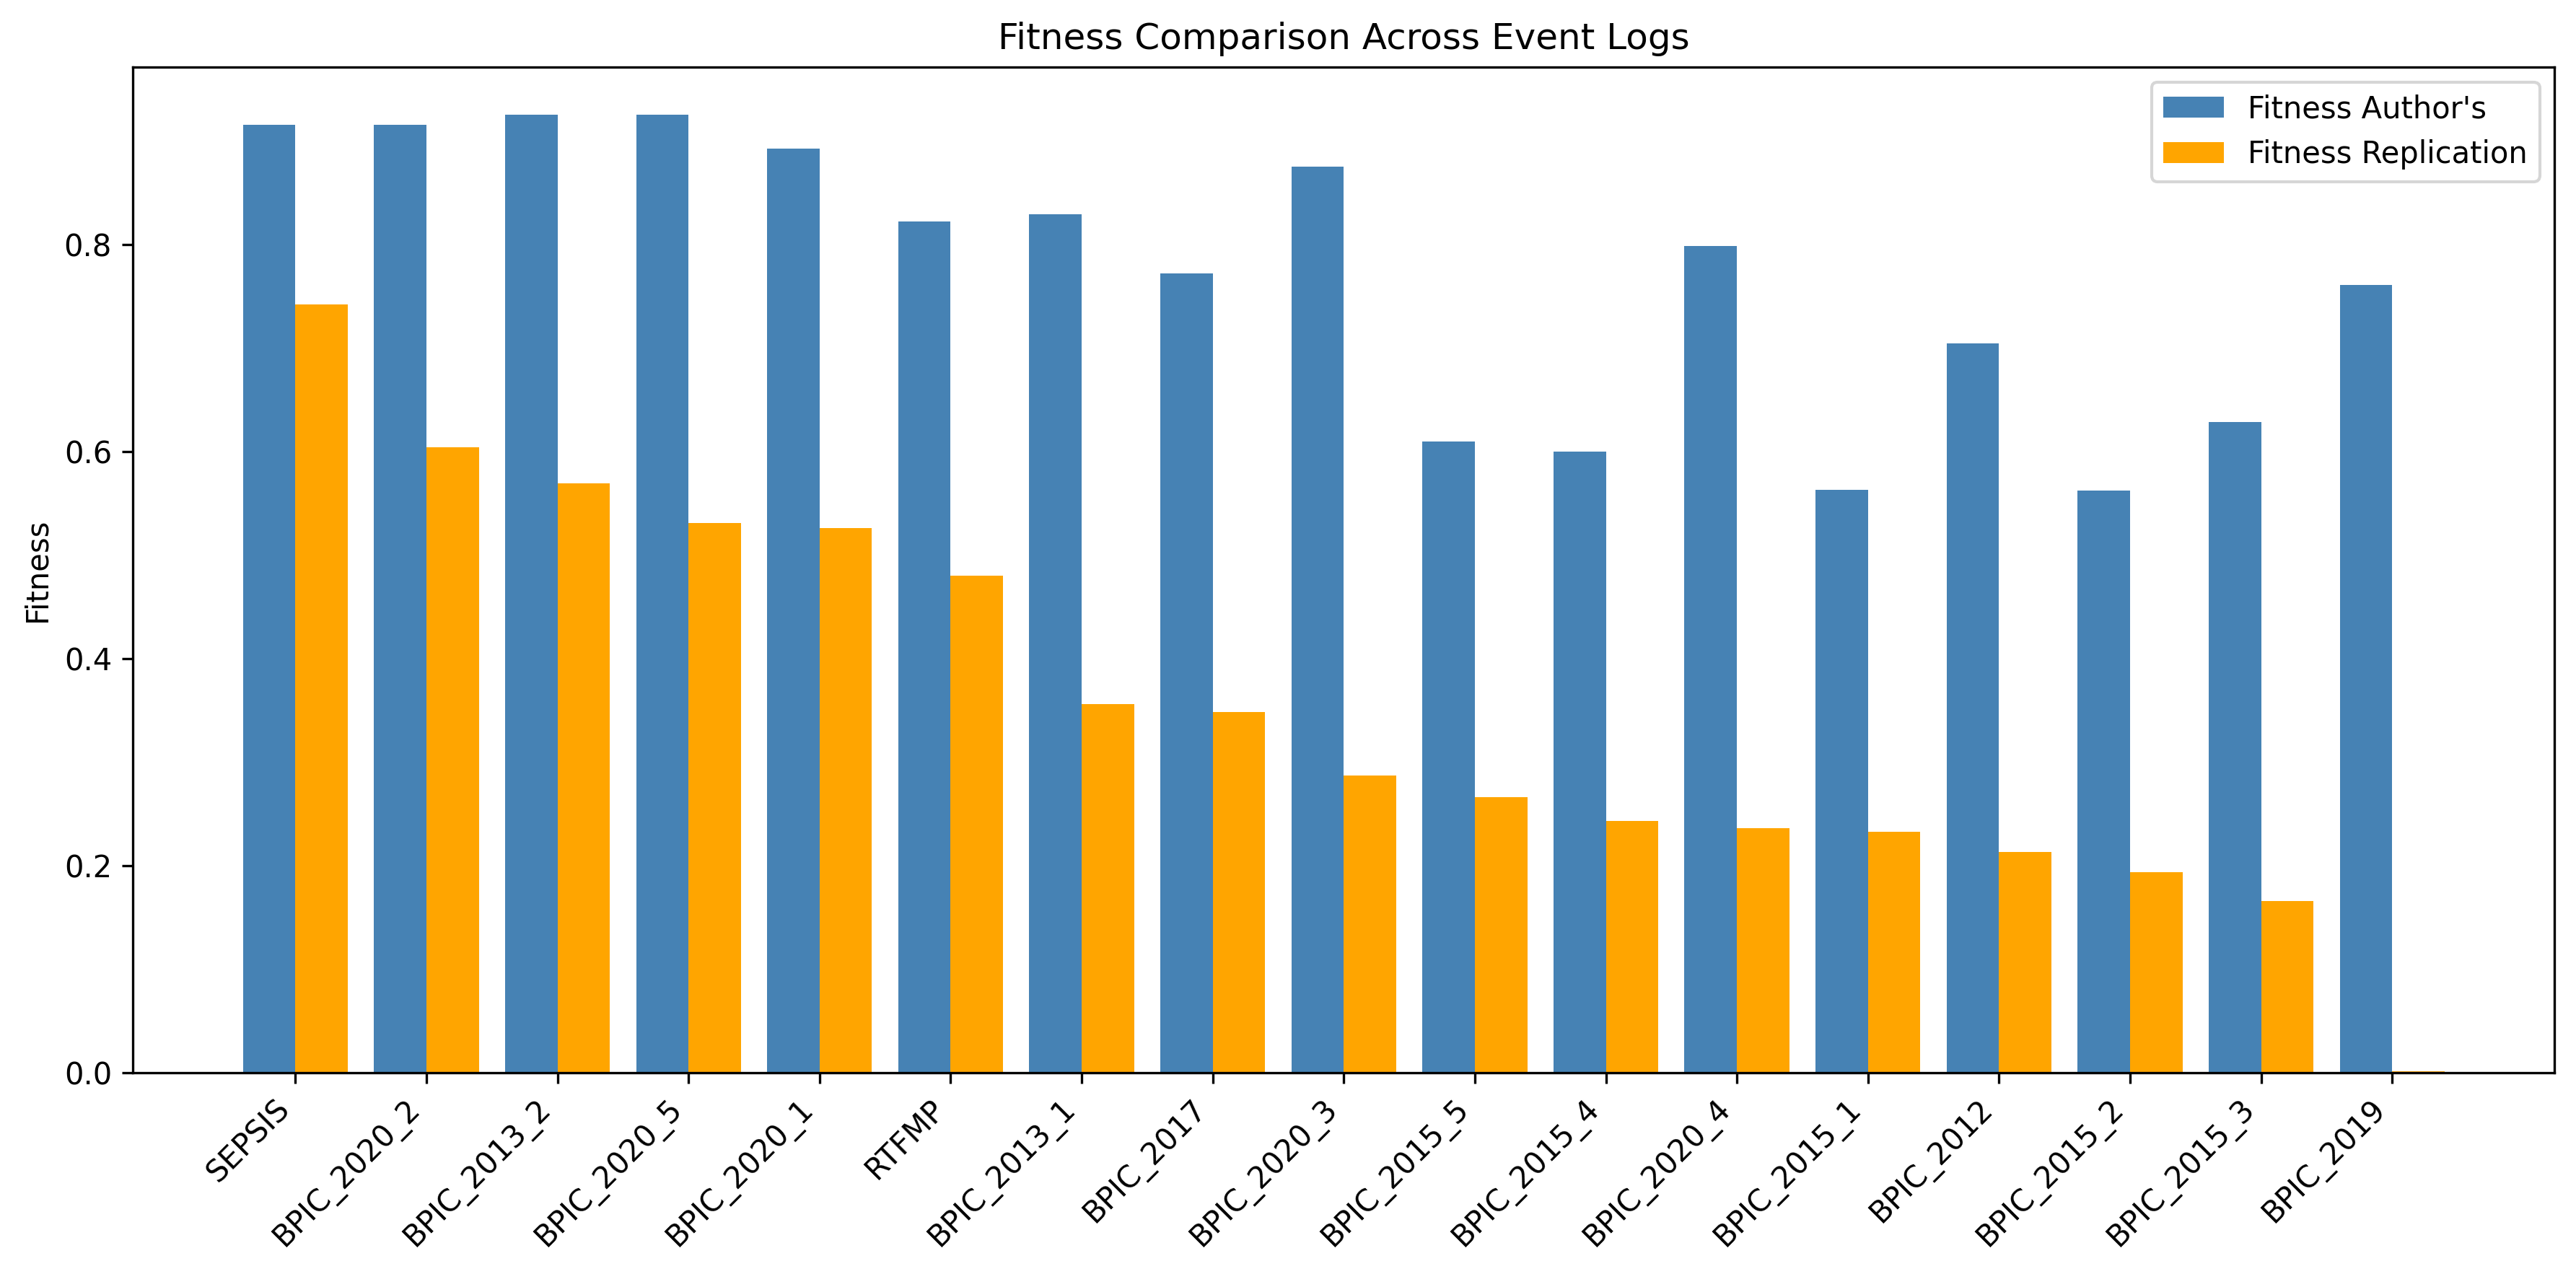 Fitness Comparison Across Event Logs
Fitness Author's
Fitness Replication
Fitness
0.8
0.6
0.4
0.2
0.0
SEPSIS
BPIC_2020_2
BPIC_2013_2
BPIC_2020_5
BPIC_2020_1
RTFMP
BPIC_2013_1
BPIC_2017
BPIC_2020_3
BPIC_2015_5
BPIC_2015_4
BPIC_2020_4
BPIC_2015_1
BPIC_2012
BPIC_2015_2
BPIC_2015_3
BPIC_2019